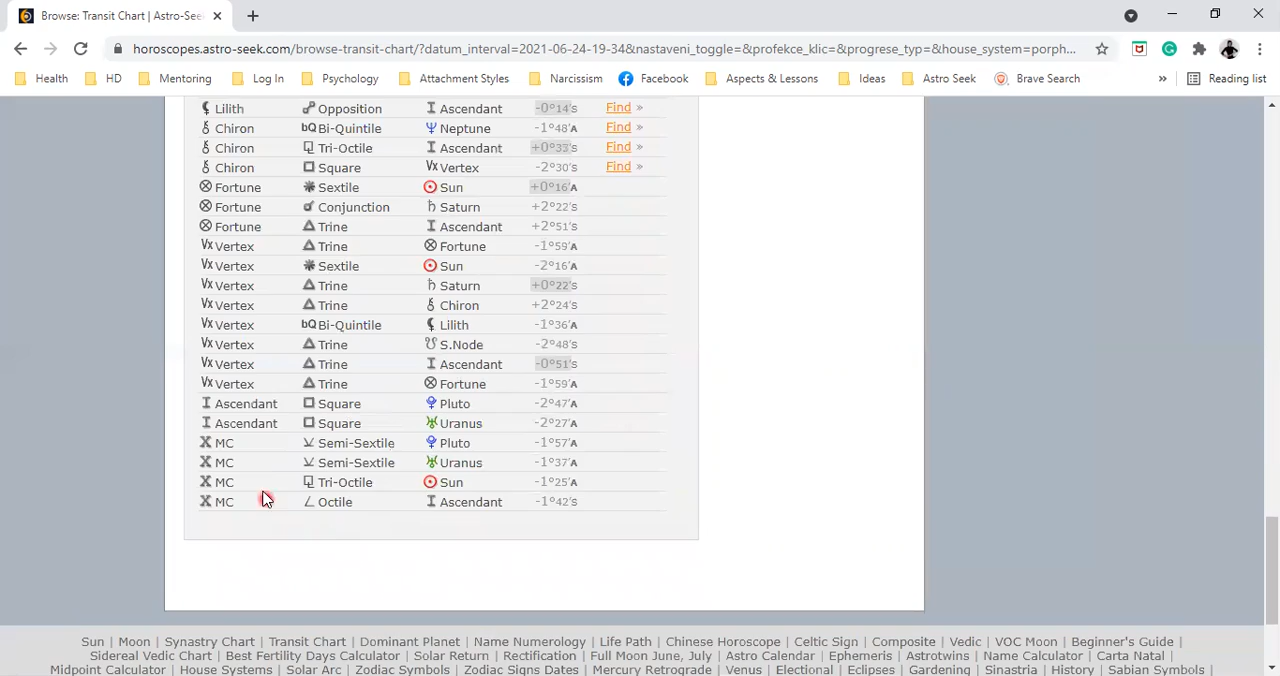 Browse: Transit Chart | Astro-See
horoscopes.astro-seek.com/browse-transit-chart/?datum_interval=2021-06-24-19-34&nastaveni_toggle=&profekce_klic=&progrese_typ=&house_system=porph...
Health HD Mentoring Log In Psychology Attachment Styles Narcissism Facebook Aspects & Lessons Ideas Astro Seek Brave Search » Reading list
Lilith Opposition Ascendant -0°14's Find »
Chiron bQ Bi-Quintile Neptune -1°48'A Find »
Chiron Tri-Octile Ascendant +0°33's Find »
Chiron Square Vx Vertex -2°30's Find »
Fortune Sextile Sun +0°16'A
Fortune Conjunction Saturn +2°22's
Fortune Trine Ascendant +2°51's
Vx Vertex Trine Fortune -1°59'A
Vx Vertex Sextile Sun -2°16'A
Vx Vertex Trine Saturn +0°22's
Vx Vertex Trine Chiron +2°24's
Vx Vertex bQ Bi-Quintile Lilith -1°36'A
Vx Vertex Trine S.Node -2°48's
Vx Vertex Trine Ascendant -0°51's
Vx Vertex Trine Fortune -1°59'A
Ascendant Square Pluto -2°47'A
Ascendant Square Uranus -2°27'A
MC Semi-Sextile Pluto -1°57'A
MC Semi-Sextile Uranus -1°37'A
MC Tri-Octile Sun -1°25'A
MC Octile Ascendant -1°42's
Sun | Moon | Synastry Chart | Transit Chart | Dominant Planet | Name Numerology | Life Path | Chinese Horoscope | Celtic Sign | Composite | Vedic | VOC Moon | Beginner's Guide |
Sidereal Vedic Chart | Best Fertility Days Calculator | Solar Return | Rectification | Full Moon June, July | Astro Calendar | Ephemeris | Astrotwins | Name Calculator | Carta Natal |
Midpoint Calculator | House Systems | Solar Arc | Zodiac Symbols | Zodiac Signs Dates | Mercury Retrograde | Venus | Electional | Eclipses | Gardening | Sinastria | History | Sabian Symbols |